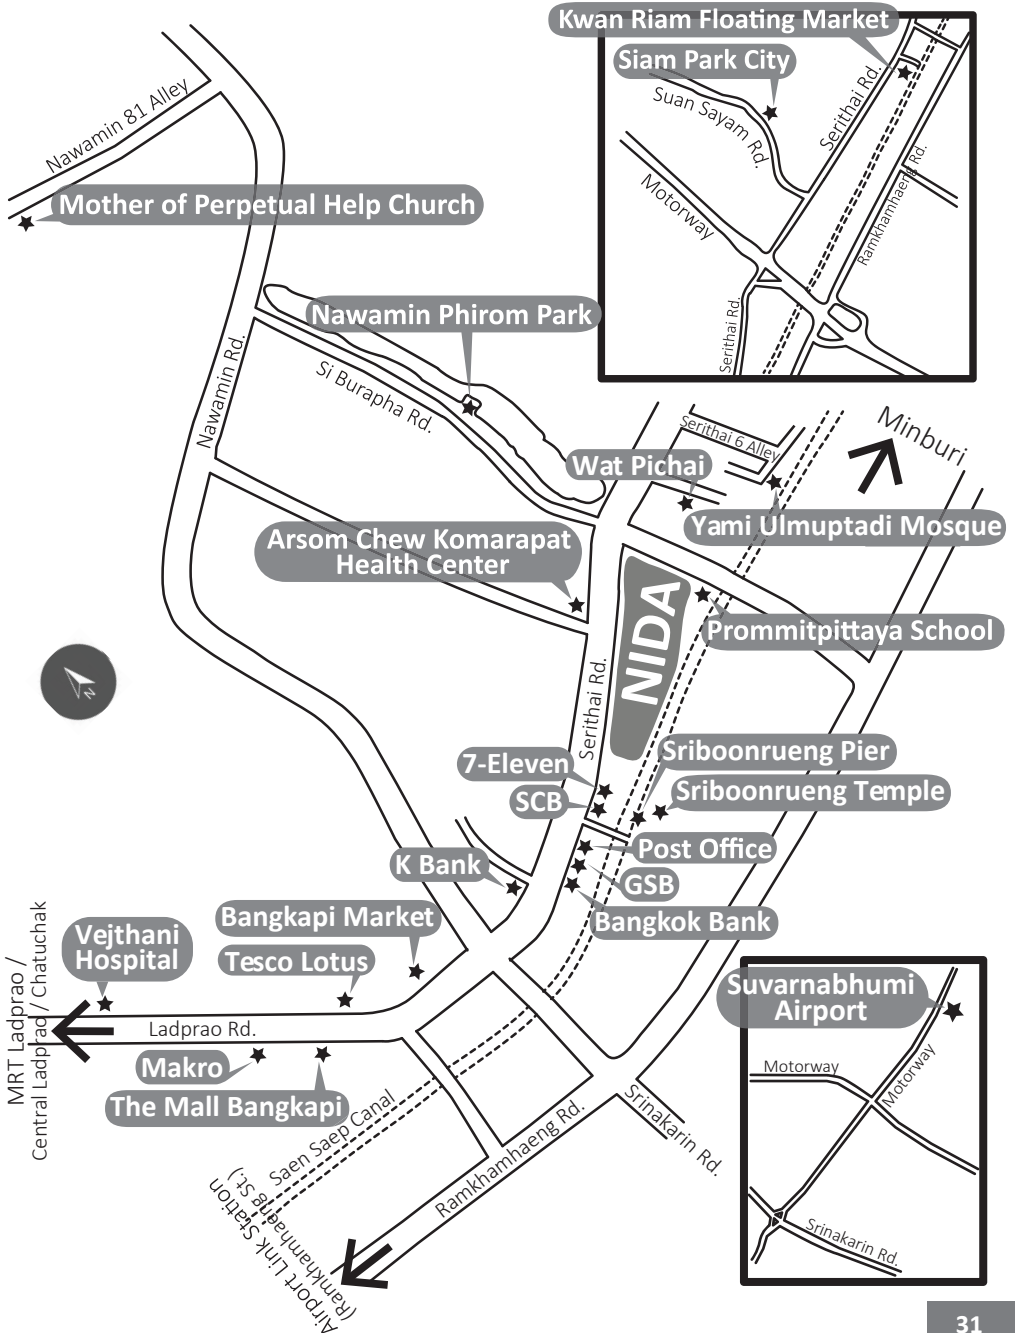 Kwan Riam Floating Market
Siam Park City
Suan Sayam Rd.
Serithai Rd.
Motorway
Ramkhamhaeng Rd.
Serithai Rd.
Nawamin 81 Alley
Mother of Perpetual Help Church
Nawamin Phirom Park
Nawamin Rd.
Si Burapha Rd.
Serithai 6 Alley
Minburi
Wat Pichai
Yami Ulmuptadi Mosque
Arsom Chew Komarapat
Health Center
NIDA
Prommitpittaya School
N
Serithai Rd.
7-Eleven
Sriboonrueng Pier
SCB
Sriboonrueng Temple
Post Office
K Bank
GSB
Bangkapi Market
Bangkok Bank
Vejthani
Hospital
Tesco Lotus
MRT Ladprao /
Central Ladprao / Chatuchak
Ladprao Rd.
Makro
The Mall Bangkapi
Saen Saep Canal
Ramkhamhaeng Rd.
Srinakarin Rd.
Airport Link Station
(Ramkhamhaeng St.)
Suvarnabhumi
Airport
Motorway
Motorway
Srinakarin Rd.
31